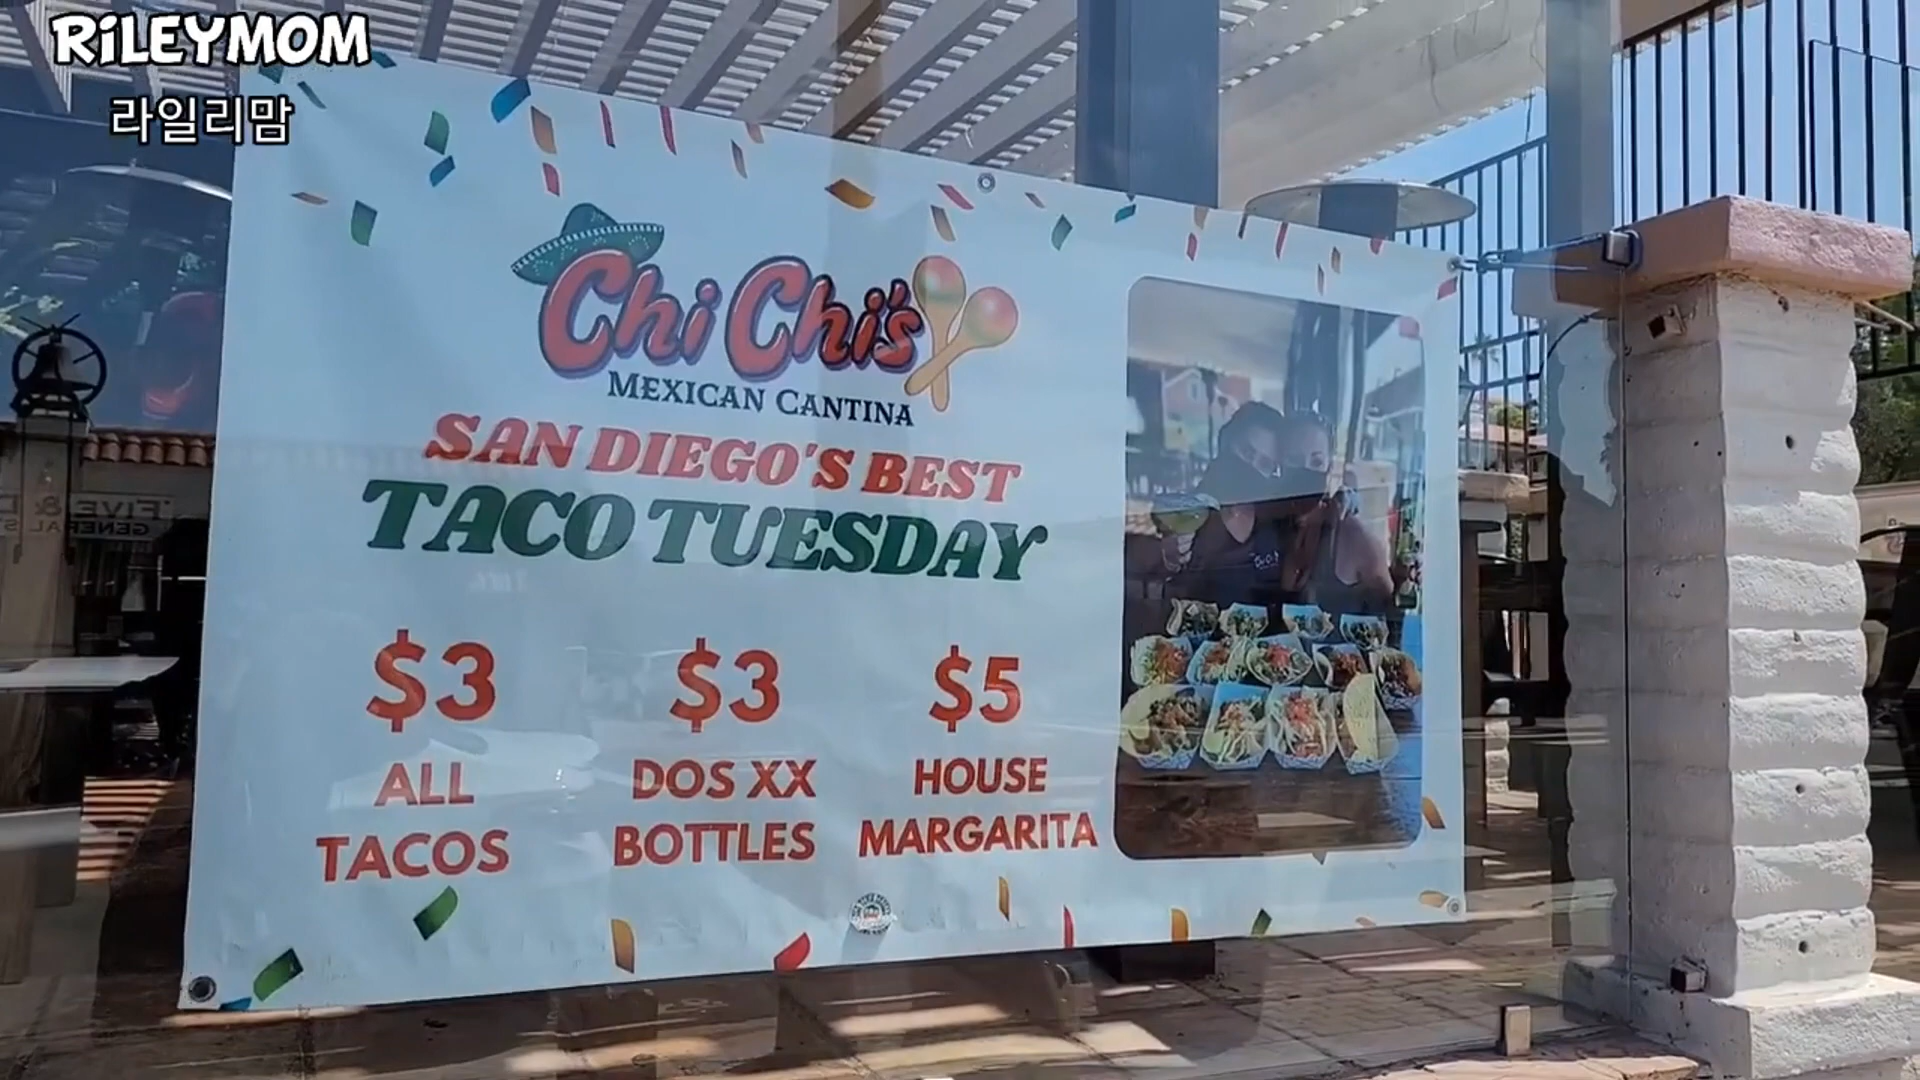 RiLEYMOM
라일리맘
Chi Chi's
MEXICAN CANTINA
SAN DIEGO'S BEST
TACO TUESDAY
$3
ALL
TACOS
$3
DOS XX
BOTTLES
$5
HOUSE
MARGARITA